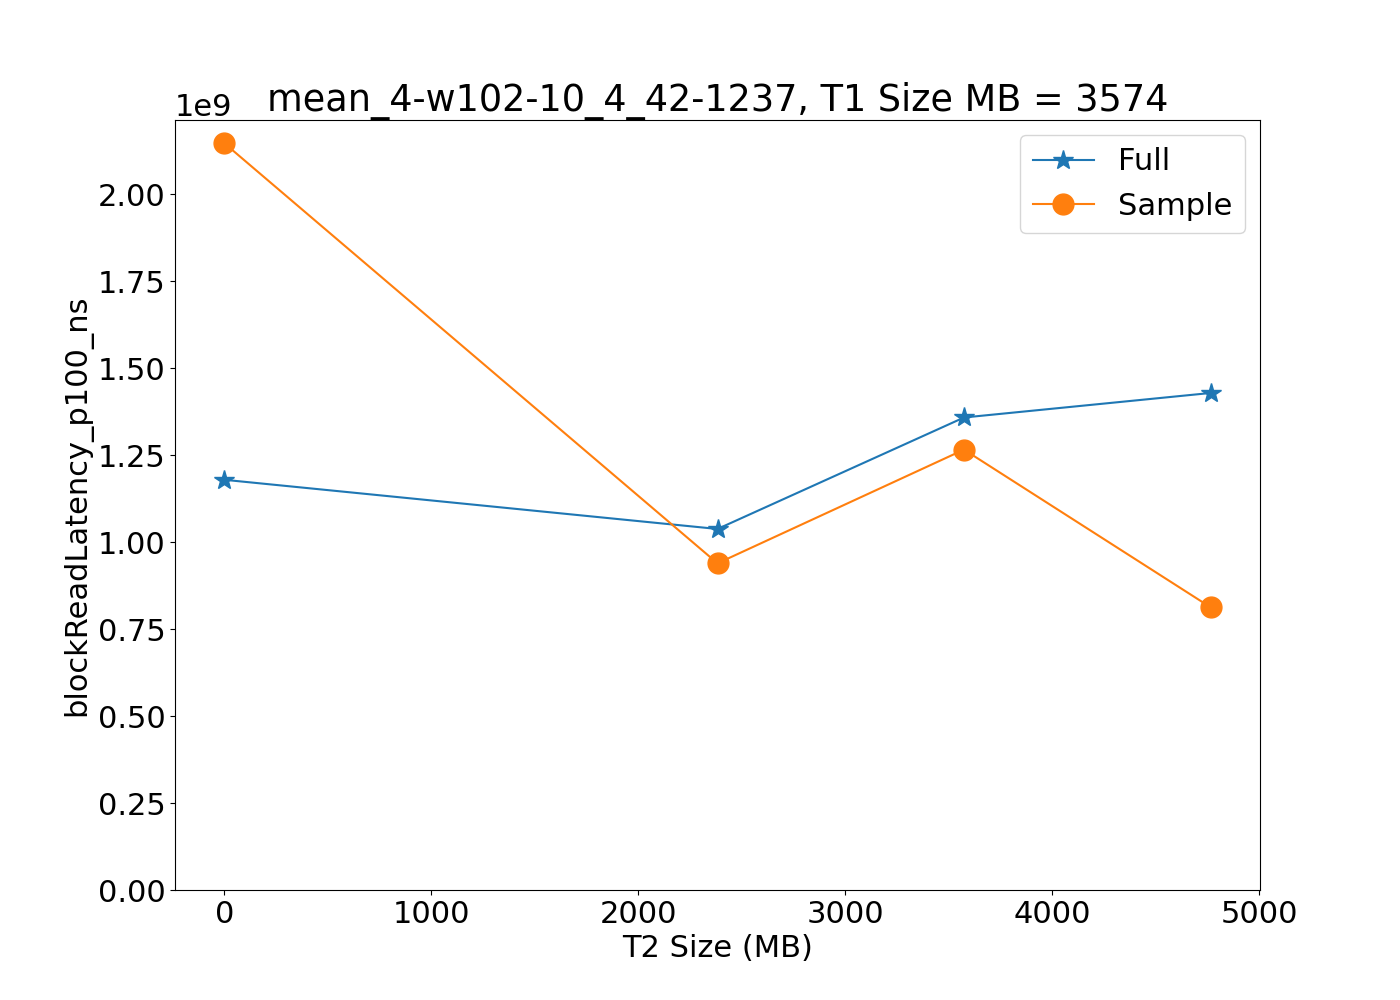 1e9
mean_4-w102-10_4_42-1237, T1 Size MB = 3574
Full
Sample
blockReadLatency_p100_ns
2.00
1.75
1.50
1.25
1.00
0.75
0.50
0.25
0.00
0 1000 2000 3000 4000 5000
T2 Size (MB)